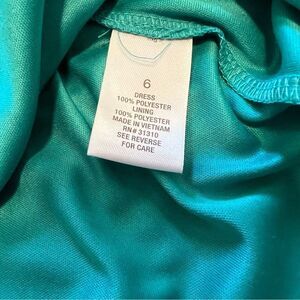 6
DRESS
100% POLYESTER
LINING
100% POLYESTER
MADE IN VIETNAM
RN# 31310
SEE REVERSE
FOR CARE